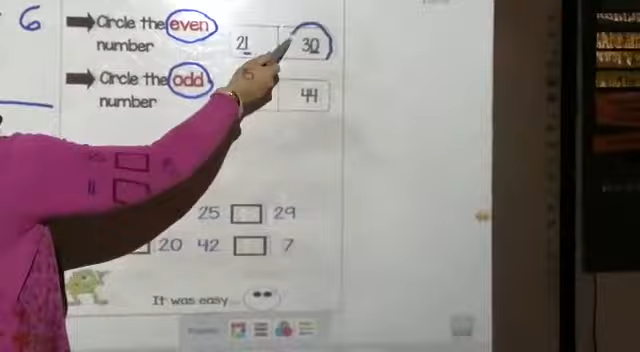 6
Circle the even
number
21 30
Circle the odd
number
44
25 29
20 42 7
It was easy